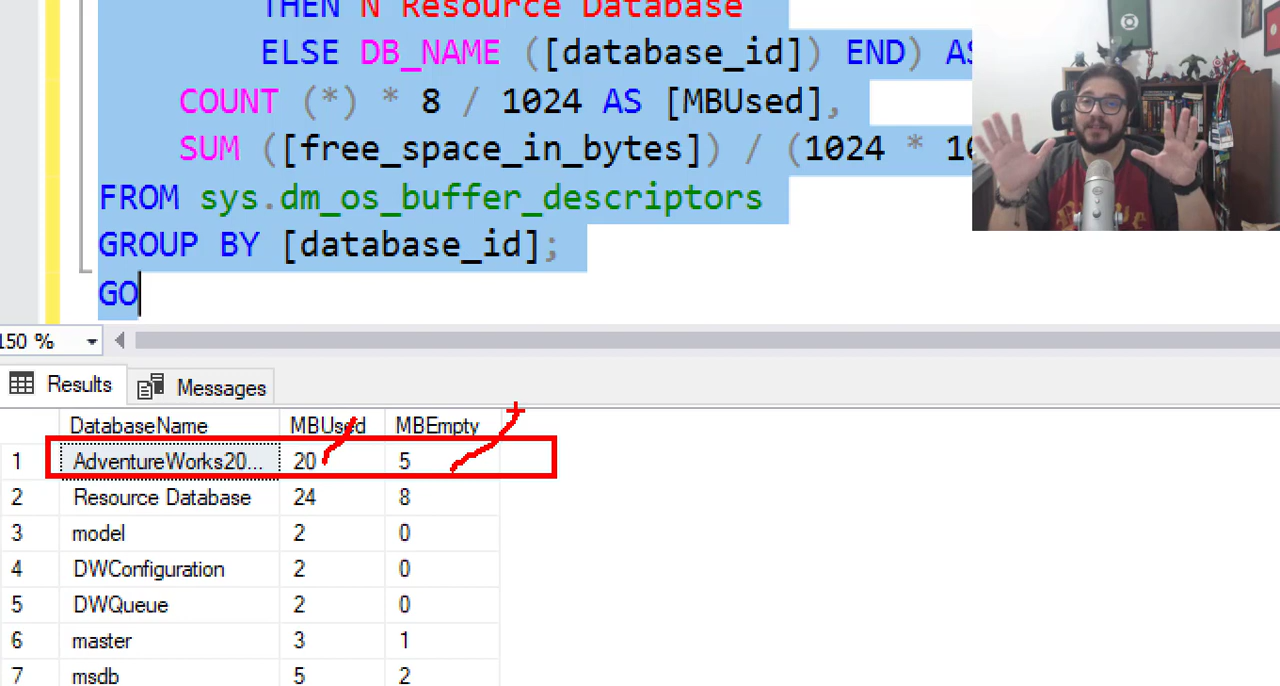 THEN N'Resource Database'
ELSE DB_NAME ([database_id]) END) AS
COUNT (*) * 8 / 1024 AS [MBUsed],
SUM ([free_space_in_bytes]) / (1024 *
FROM sys.dm_os_buffer_descriptors
GROUP BY [database_id];
GO
150 %
Results Messages
DatabaseName MBUsed MBEmpty
1 AdventureWorks20... 20 5
2 Resource Database 24 8
3 model 2 0
4 DWConfiguration 2 0
5 DWQueue 2 0
6 master 3 1
7 msdb 5 2